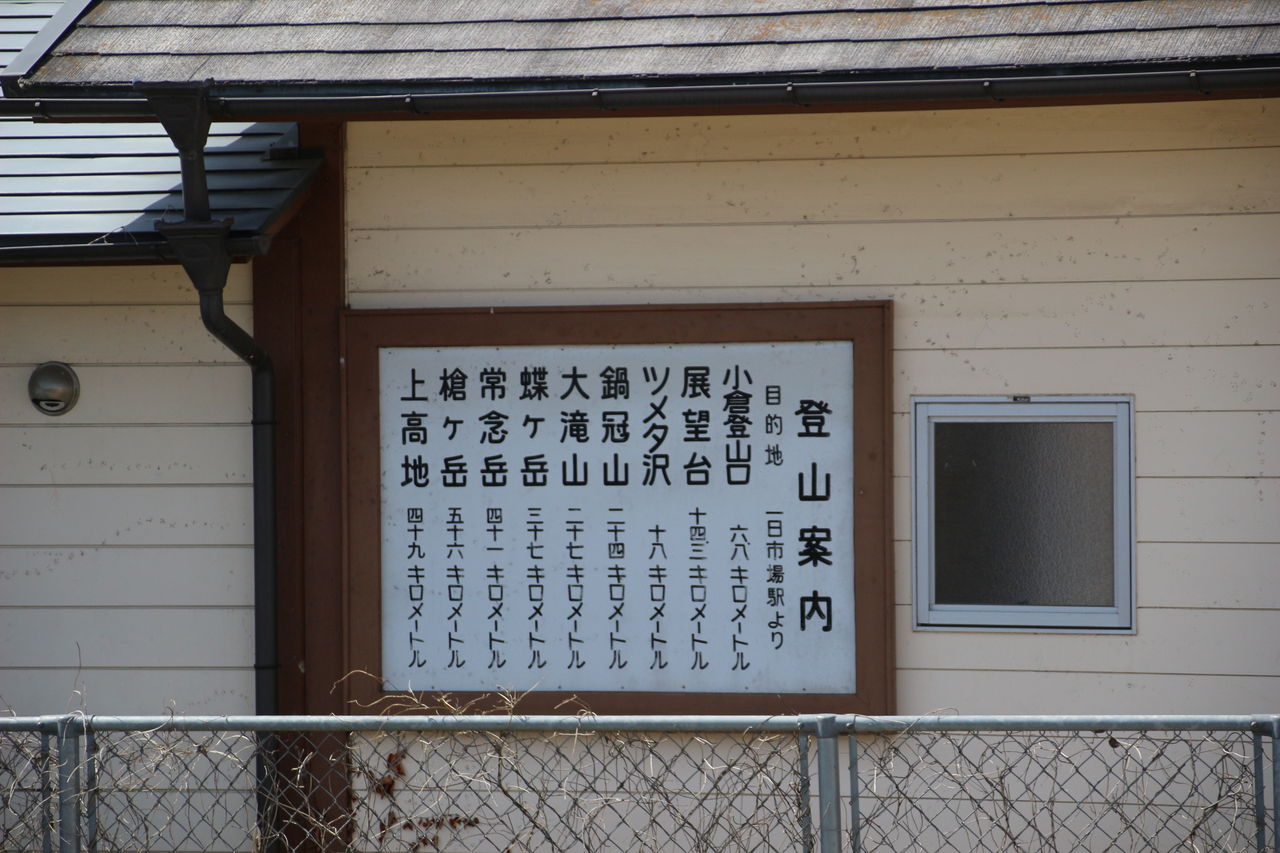 登山案内
目的地 一日市場駅より
小倉登山口 六.八キロメートル
展望台 十四.三キロメートル
ツメタ沢 十八キロメートル
鍋冠山 二十四キロメートル
大滝山 二十七キロメートル
蝶ヶ岳 三十七キロメートル
常念岳 四十一キロメートル
槍ヶ岳 五十六キロメートル
上高地 四十九キロメートル